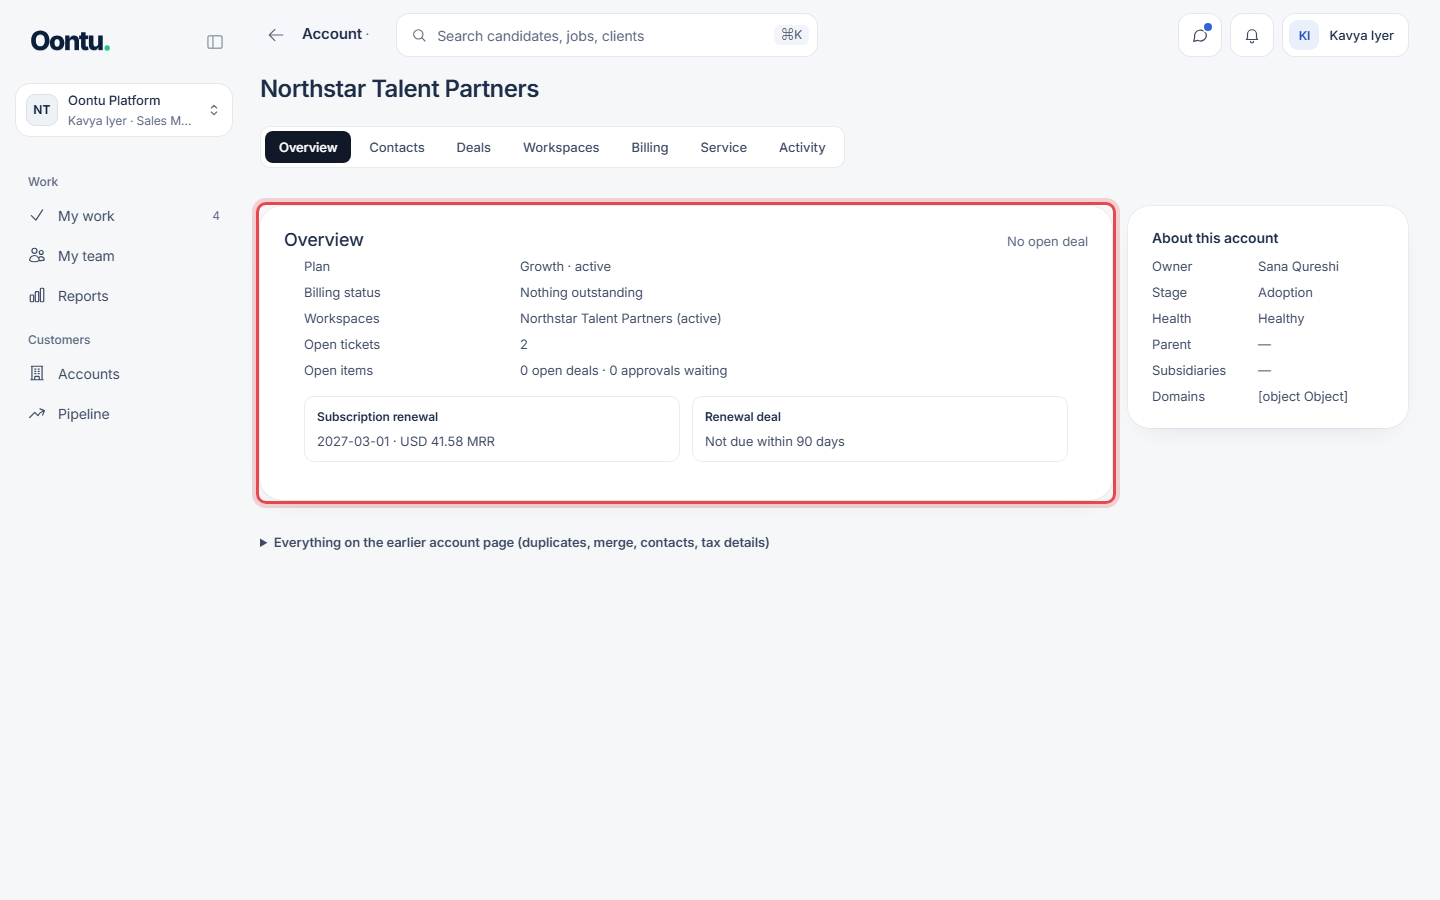 Oontu.
Account ·
Search candidates, jobs, clients
⌘K
KI
Kavya Iyer
NT
Oontu Platform
Kavya Iyer · Sales M...
Northstar Talent Partners
Overview
Contacts
Deals
Workspaces
Billing
Service
Activity
Work
My work
4
My team
Reports
Customers
Accounts
Pipeline
Overview
No open deal
Plan Growth · active
Billing status Nothing outstanding
Workspaces Northstar Talent Partners (active)
Open tickets 2
Open items 0 open deals · 0 approvals waiting
Subscription renewal
2027-03-01 · USD 41.58 MRR
Renewal deal
Not due within 90 days
About this account
Owner Sana Qureshi
Stage Adoption
Health Healthy
Parent —
Subsidiaries —
Domains [object Object]
Everything on the earlier account page (duplicates, merge, contacts, tax details)